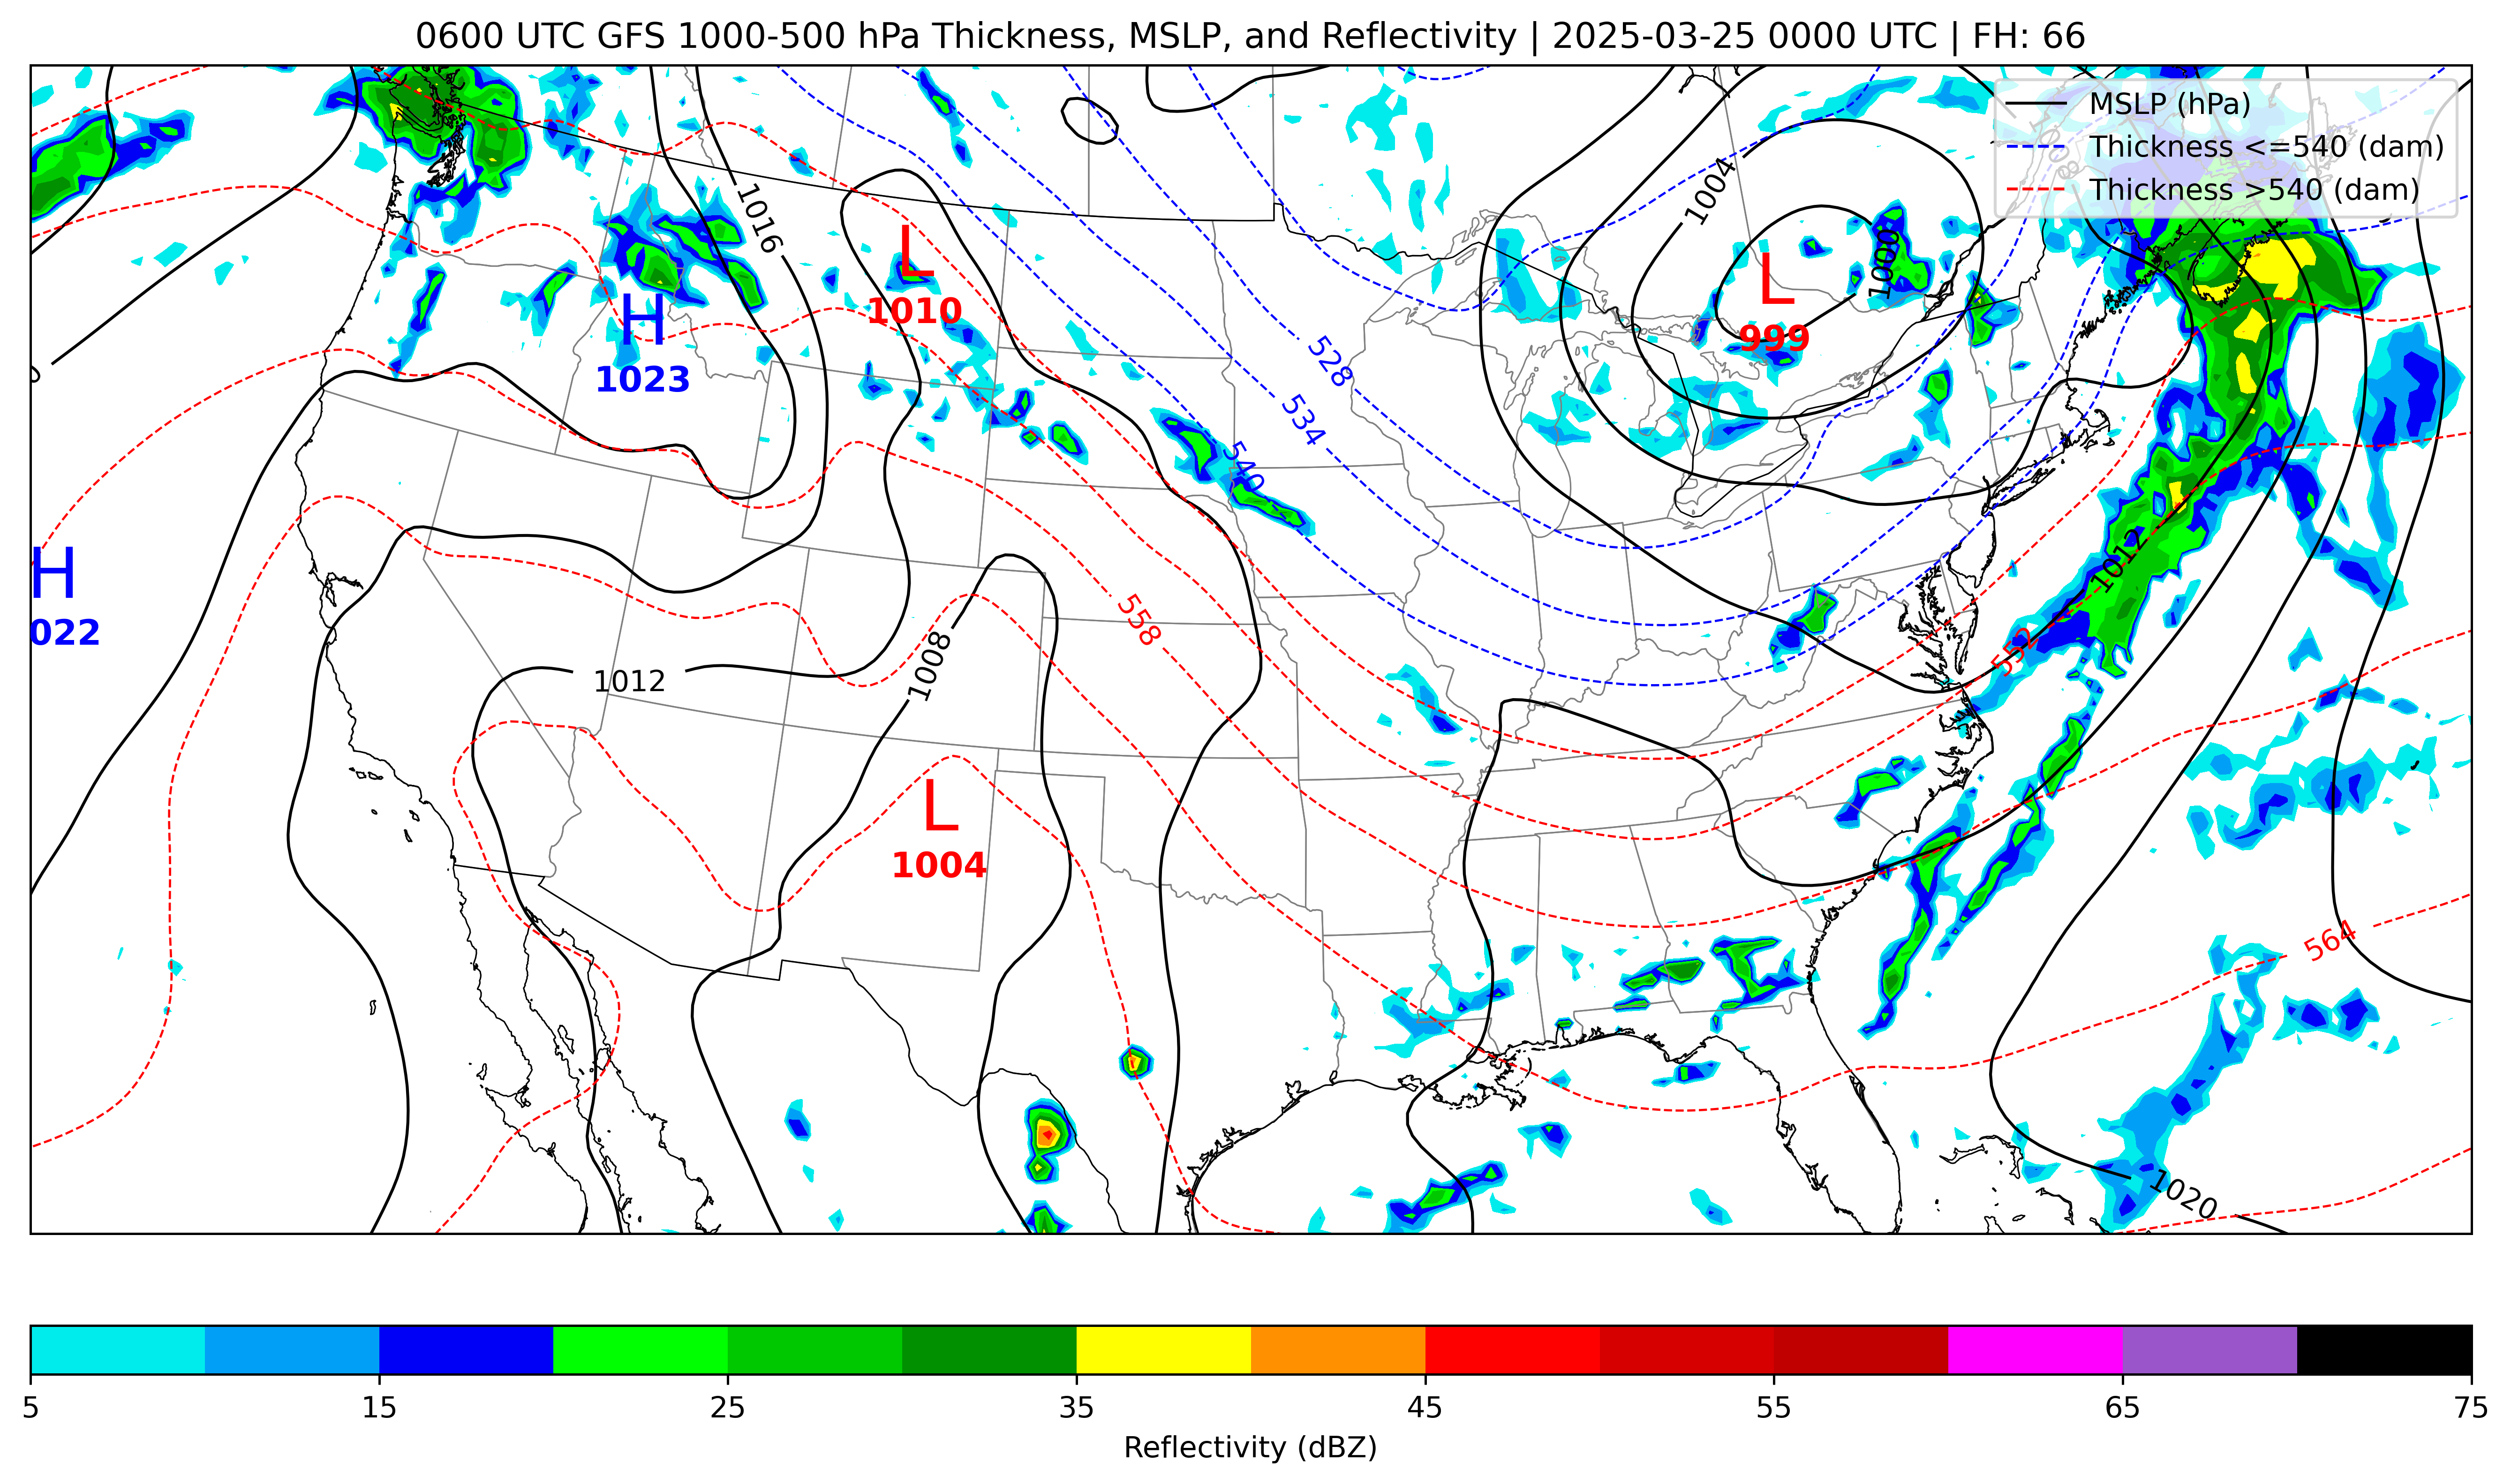 0600 UTC GFS 1000-500 hPa Thickness, MSLP, and Reflectivity | 2025-03-25 0000 UTC | FH: 66
MSLP (hPa)
Thickness <=540 (dam)
Thickness >540 (dam)
1004
1016
L
1010
1000
L
999
H
1023
528
534
540
H
022
1012
558
552
1012
1008
L
1004
564
1020
5 15 25 35 45 55 65 75
Reflectivity (dBZ)